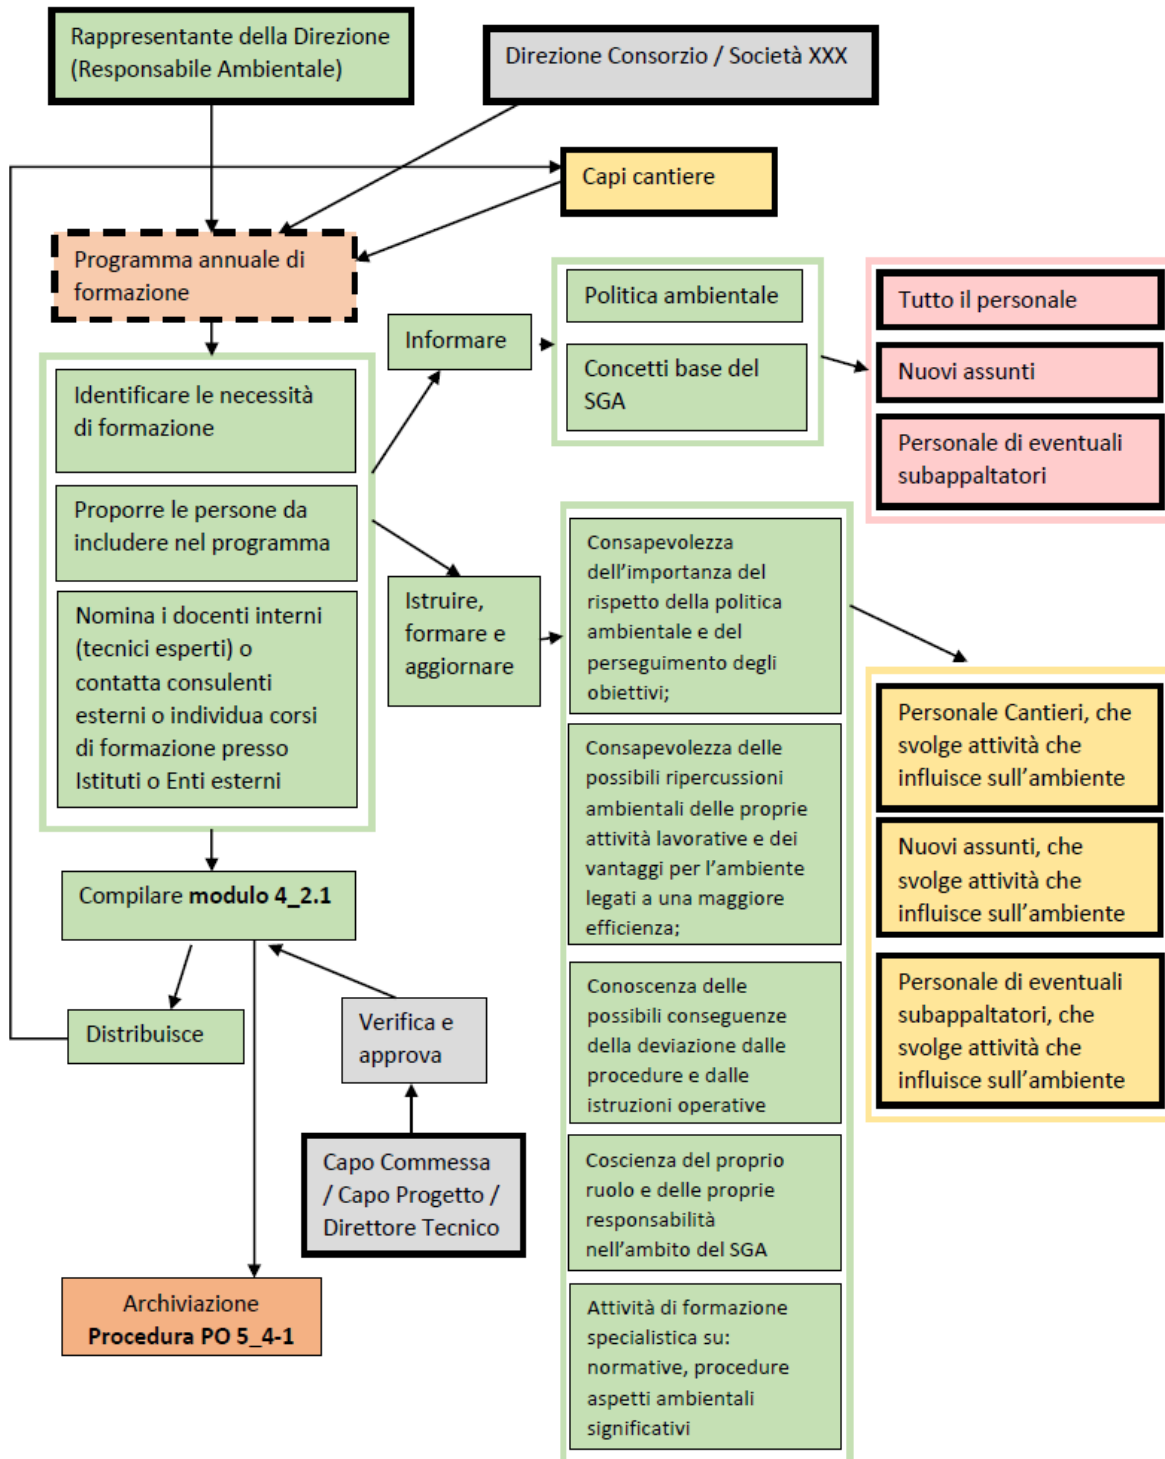 Rappresentante della Direzione
(Responsabile Ambientale)
Direzione Consorzio / Società XXX
Capi cantiere
Programma annuale di
formazione
Informare
Politica ambientale
Concetti base del
SGA
Tutto il personale
Nuovi assunti
Personale di eventuali
subappaltatori
Identificare le necessità
di formazione
Proporre le persone da
includere nel programma
Nomina i docenti interni
(tecnici esperti) o
contatta consulenti
esterni o individua corsi
di formazione presso
Istituti o Enti esterni
Istruire,
formare e
aggiornare
Consapevolezza
dell'importanza del
rispetto della politica
ambientale e del
perseguimento degli
obiettivi;
Consapevolezza delle
possibili ripercussioni
ambientali delle proprie
attività lavorative e dei
vantaggi per l'ambiente
legati a una maggiore
efficienza;
Conoscenza delle
possibili conseguenze
della deviazione dalle
procedure e dalle
istruzioni operative
Coscienza del proprio
ruolo e delle proprie
responsabilità
nell'ambito del SGA
Attività di formazione
specialistica su:
normative, procedure
aspetti ambientali
significativi
Personale Cantieri, che
svolge attività che
influisce sull'ambiente
Nuovi assunti, che
svolge attività che
influisce sull'ambiente
Personale di eventuali
subappaltatori, che
svolge attività che
influisce sull'ambiente
Compilare modulo 4_2.1
Distribuisce
Verifica e
approva
Capo Commessa
/ Capo Progetto /
Direttore Tecnico
Archiviazione
Procedura PO 5_4-1